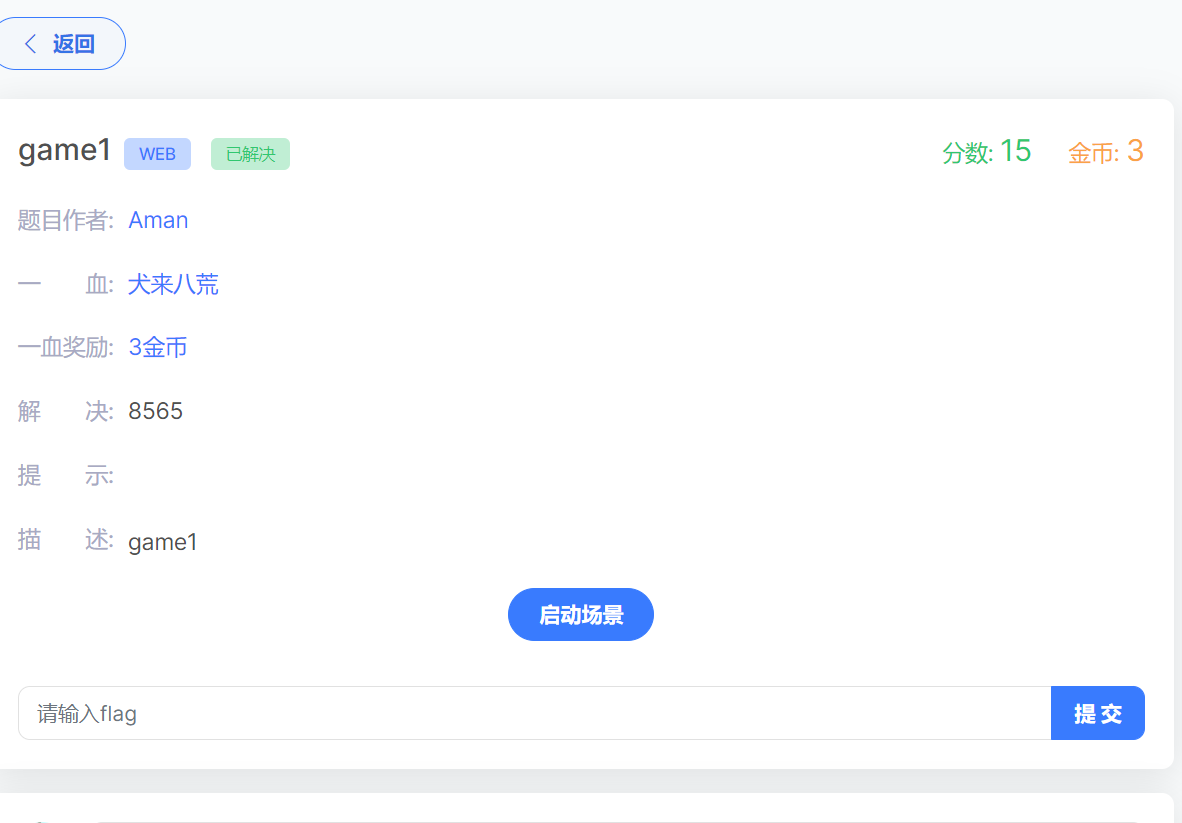 返回
game1 WEB 已解决 分数: 15 金币: 3
题目作者: Aman
一 血: 犬来八荒
一血奖励: 3金币
解 决: 8565
提 示:
描 述: game1
启动场景
请输入flag 提 交